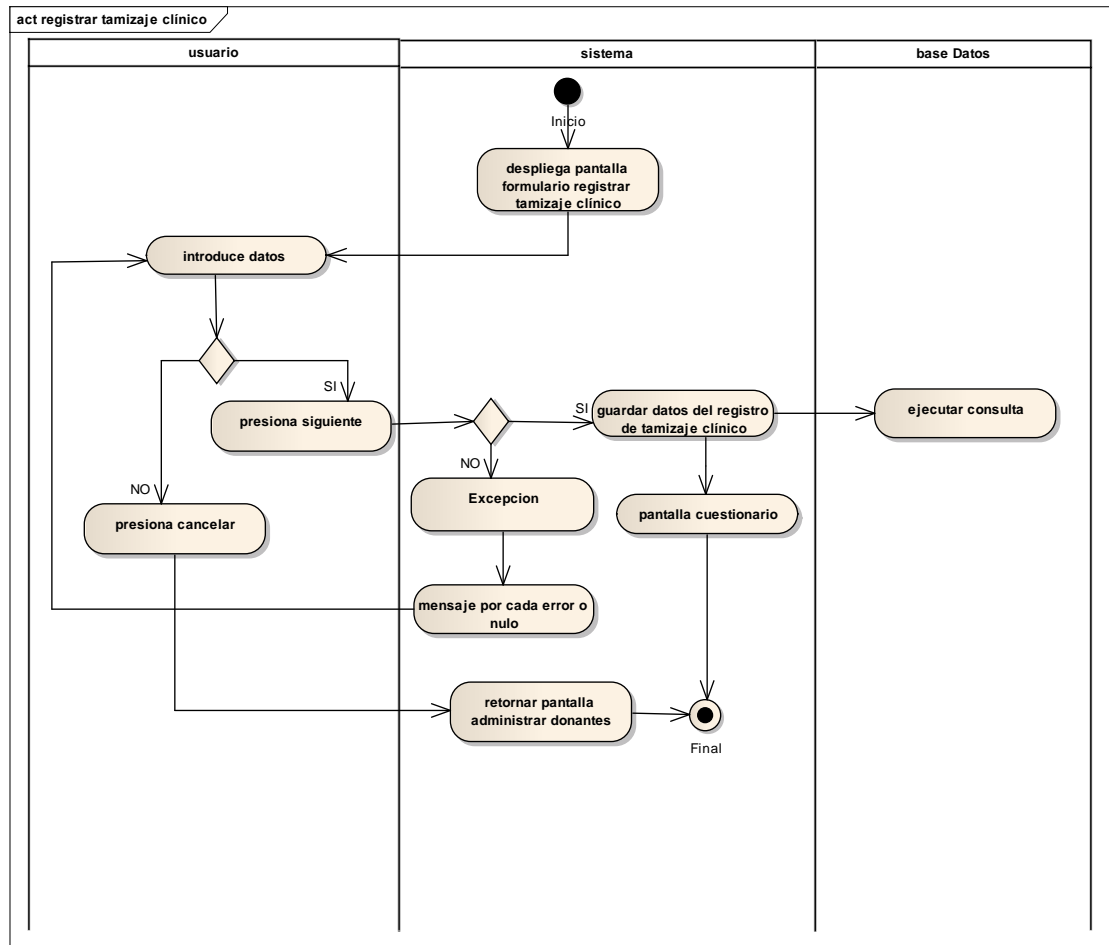 act registrar tamizaje clínico
usuario
sistema
base Datos
Inicio
despliega pantalla
formulario registrar
tamizaje clínico
introduce datos
SI
presiona siguiente
SI
guardar datos del registro
de tamizaje clínico
ejecutar consulta
NO
Excepcion
NO
presiona cancelar
pantalla cuestionario
mensaje por cada error o
nulo
retornar pantalla
administrar donantes
Final